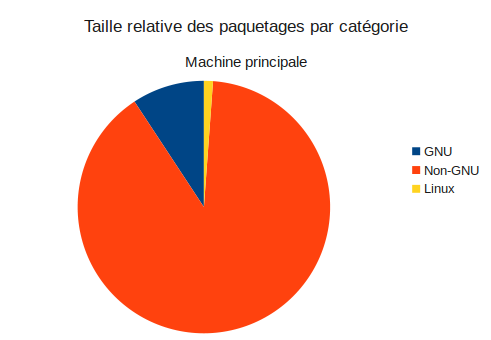 Taille relative des paquetages par catégorie
Machine principale
GNU
Non-GNU
Linux